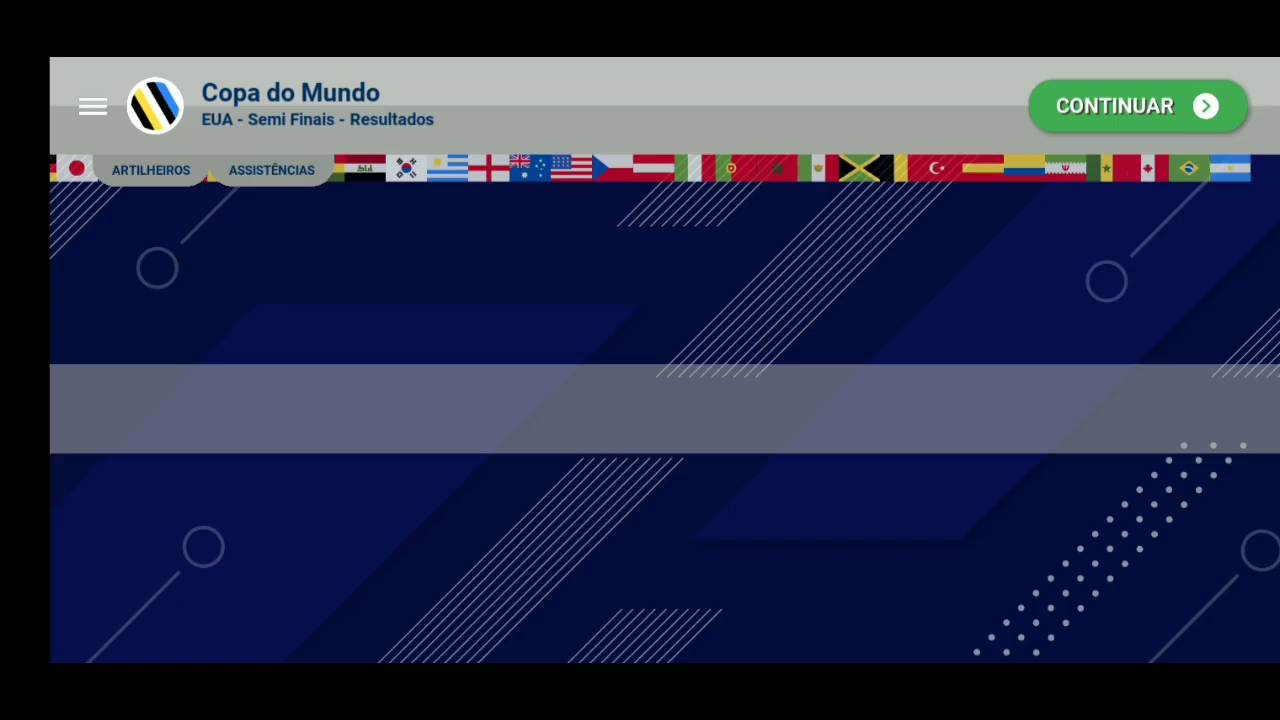 Copa do Mundo
EUA - Semi Finais - Resultados
CONTINUAR
ARTILHEIROS
ASSISTÊNCIAS